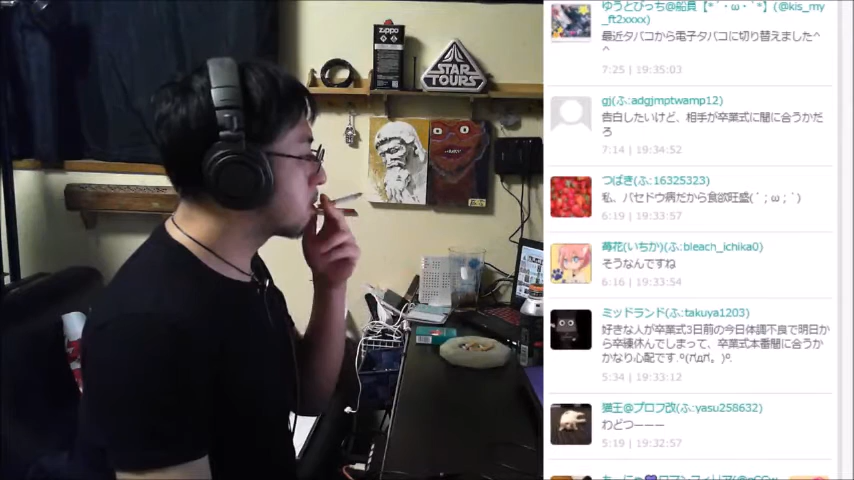 zippo
STAR
TOURS
ゆうとぴっち@船員【*´・ω・`*】(@kis_my
_ft2xxxx)
最近タバコから電子タバコに切り替えました^
^
7:25 | 19:35:03
gj(ふ:adgjmptwamp12)
告白したいけど、相手が卒業式に間に合うかだ
ろ
7:14 | 19:34:52
つばき(ふ:16325323)
私、バセドウ病だから食欲旺盛(´；ω；`)
6:19 | 19:33:57
苺花(いちか)(ふ:bleach_ichika0)
そうなんですね
6:16 | 19:33:54
ミッドランド(ふ:takuya1203)
好きな人が卒業式3日前の今日体調不良で明日か
ら卒練休んでしまって、卒業式本番間に合うか
かなり心配です
5:34 | 19:33:12
猫王@プロフ改(ふ:yasu258632)
わどつーーー
5:19 | 19:32:57